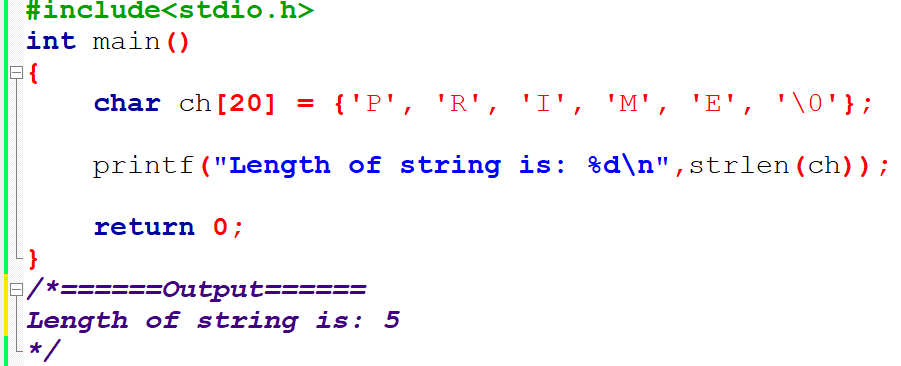 #include<stdio.h>
int main()
{
char ch[20] = {'P', 'R', 'I', 'M', 'E', '\0'};
printf("Length of string is: %d\n",strlen(ch));
return 0;
}
/*======Output======
Length of string is: 5
*/